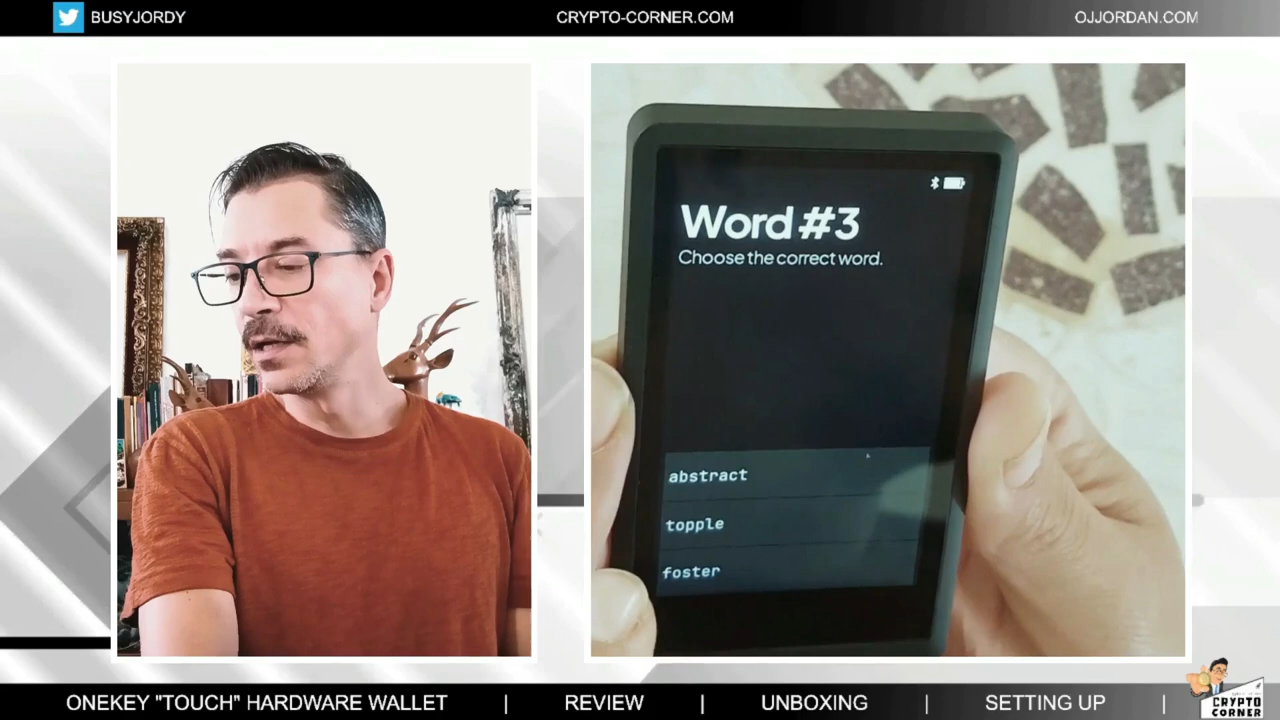 BUSYJORDY
CRYPTO-CORNER.COM
OJJORDAN.COM
Word #3
Choose the correct word.
abstract
topple
foster
ONEKEY "TOUCH" HARDWARE WALLET | REVIEW | UNBOXING | SETTING UP |
CRYPTO
CORNER